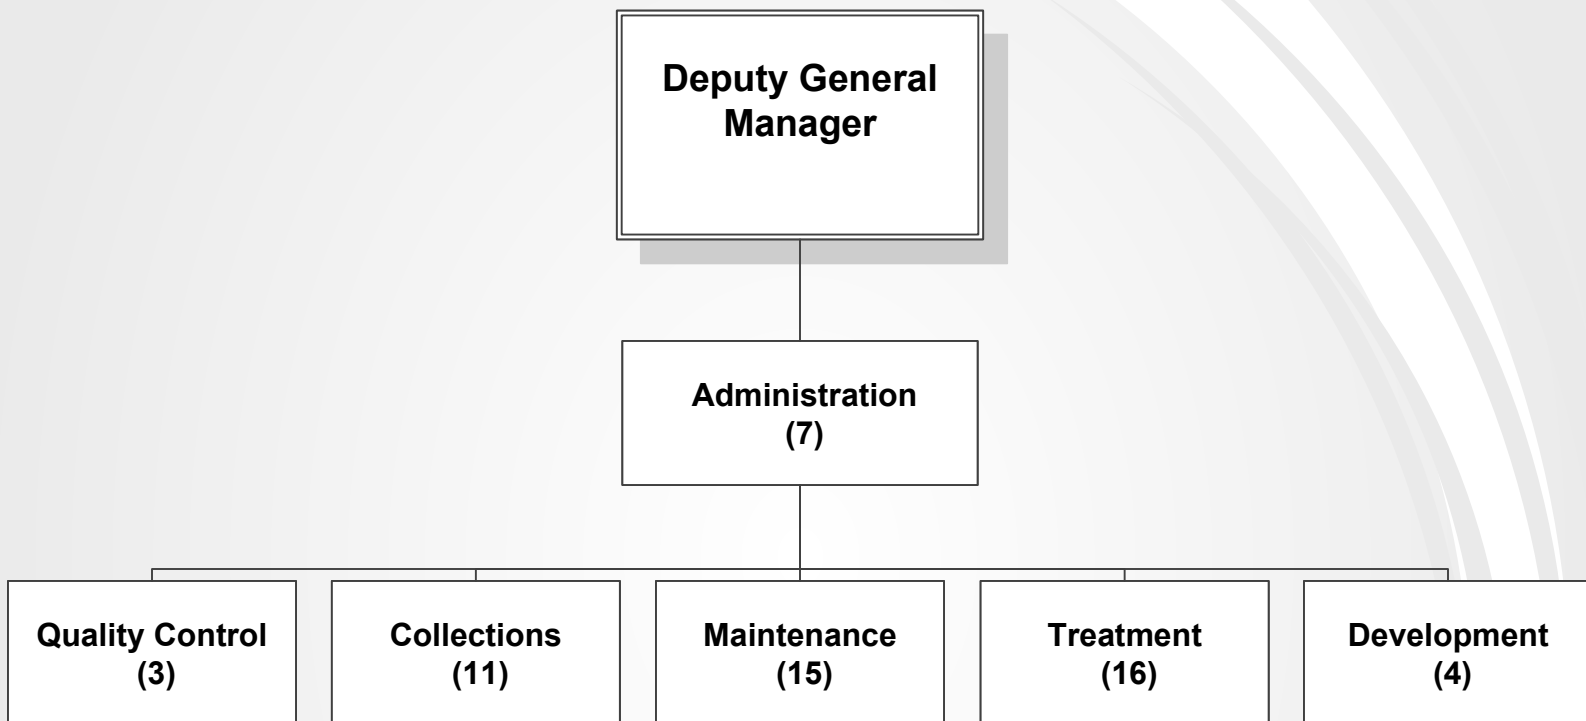 Deputy General
Manager
Administration
(7)
Quality Control
(3)
Collections
(11)
Maintenance
(15)
Treatment
(16)
Development
(4)